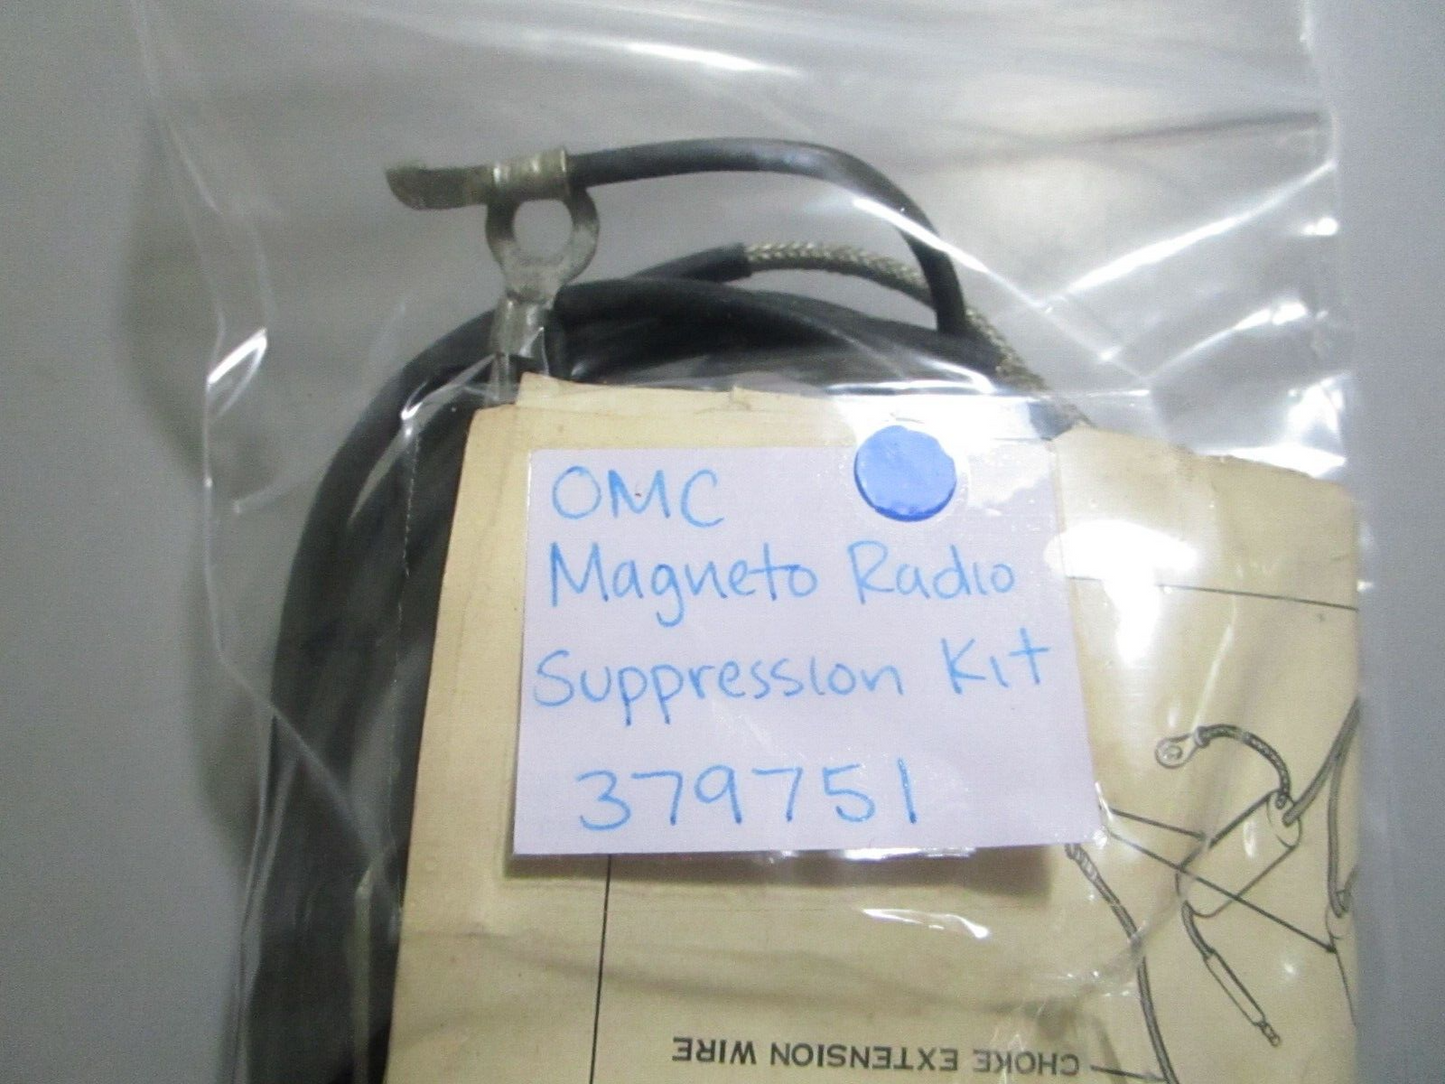 OMC
Magneto Radio
Suppression Kit
379751
CHOKE EXTENSION WIRE